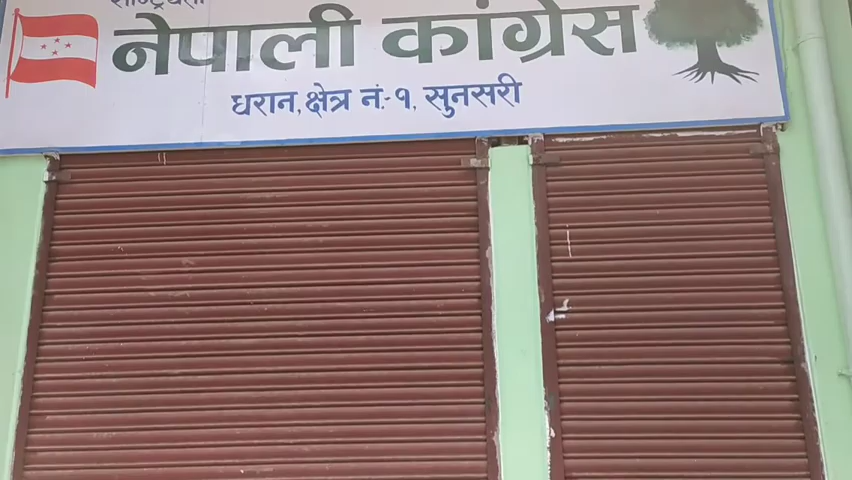 नेपाली कांग्रेस
धरान, क्षेत्र नं.-१, सुनसरी